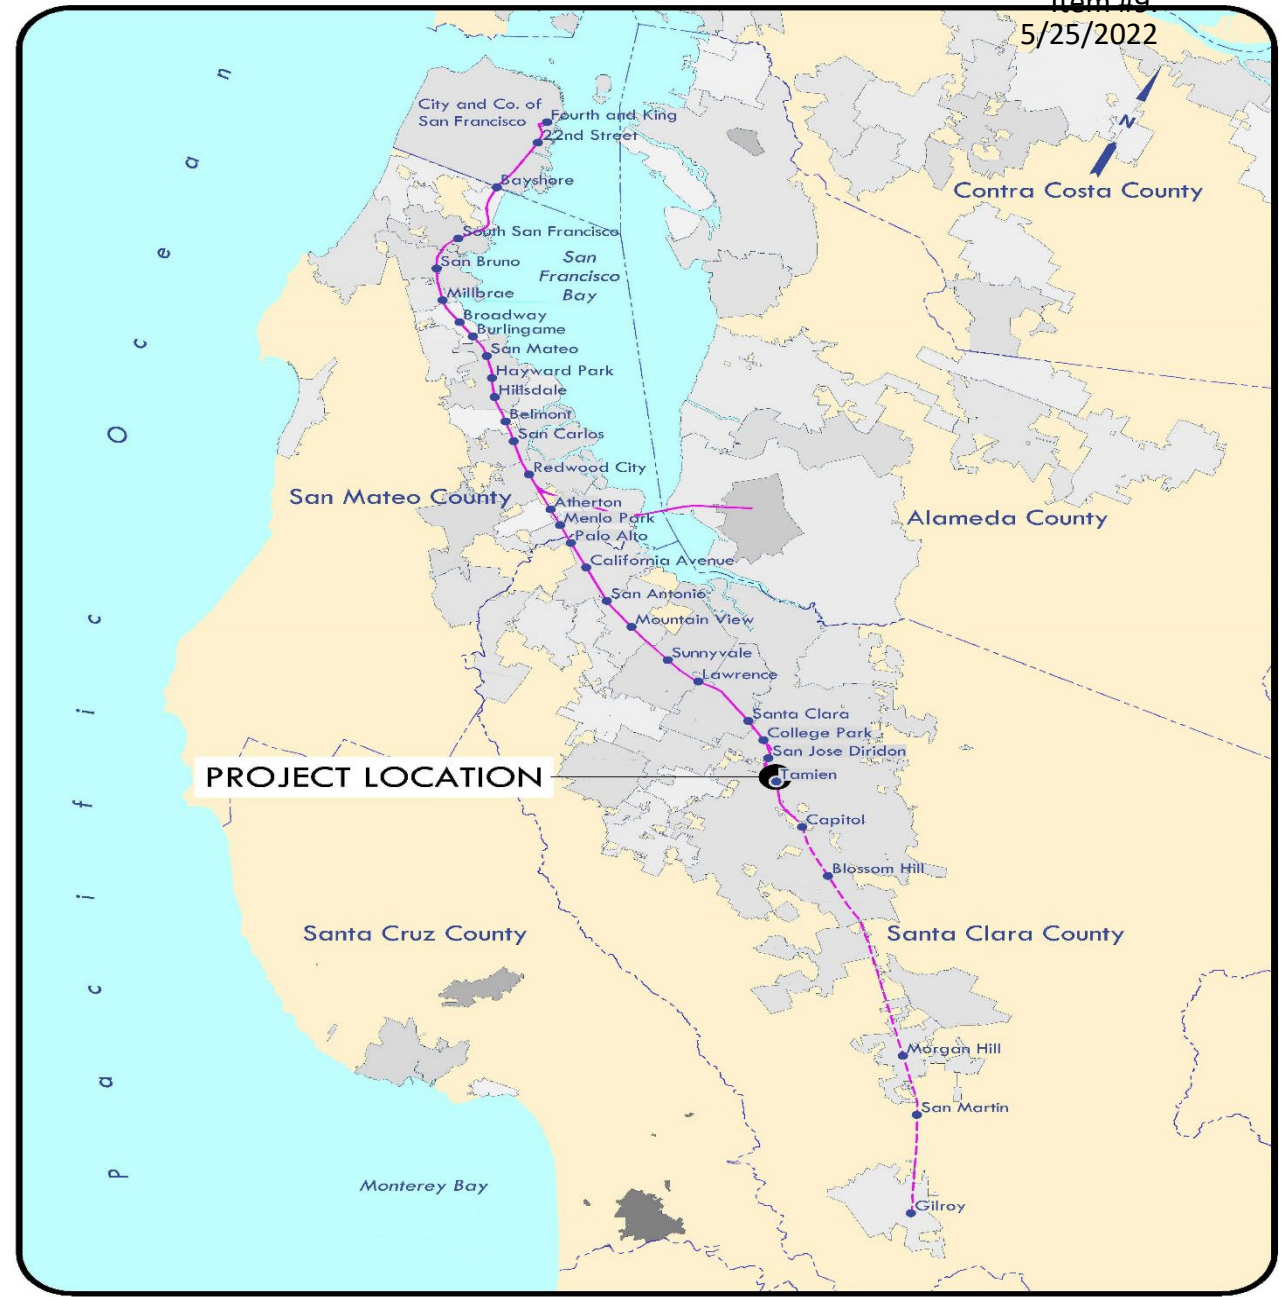 Item #9.
5/25/2022
City and Co. of
San Francisco
Fourth and King
22nd Street
N
Contra Costa County
Bayshore
South San Francisco
San Bruno
San
Francisco
Bay
Millbrae
Broadway
Burlingame
San Mateo
Hayward Park
Hillsdale
Belmont
San Carlos
Redwood City
San Mateo County
Atherton
Menlo Park
Palo Alto
Alameda County
California Avenue
San Antonio
Mountain View
Sunnyvale
Lawrence
Santa Clara
College Park
San Jose Diridon
PROJECT LOCATION
Tamien
Capitol
Blossom Hill
Santa Cruz County
Santa Clara County
Morgan Hill
San Martin
Monterey Bay
Gilroy
Pacific Ocean